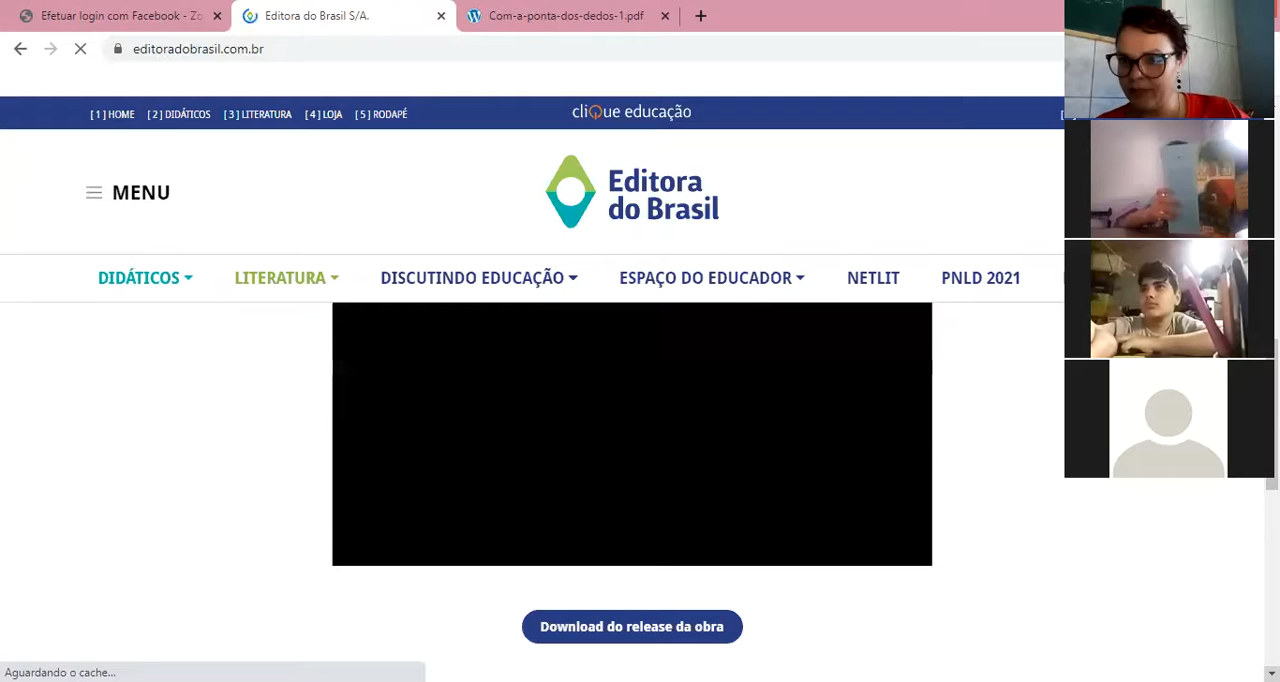 Efetuar login com Facebook - Zo
Editora do Brasil S/A.
Com-a-ponta-dos-dedos-1.pdf
editoradobrasil.com.br
[ 1 ] HOME [ 2 ] DIDÁTICOS [ 3 ] LITERATURA [ 4 ] LOJA [ 5 ] RODAPÉ
cliQue educação
MENU
Editora
do Brasil
DIDÁTICOS LITERATURA DISCUTINDO EDUCAÇÃO ESPAÇO DO EDUCADOR NETLIT PNLD 2021
Download do release da obra
Aguardando o cache...